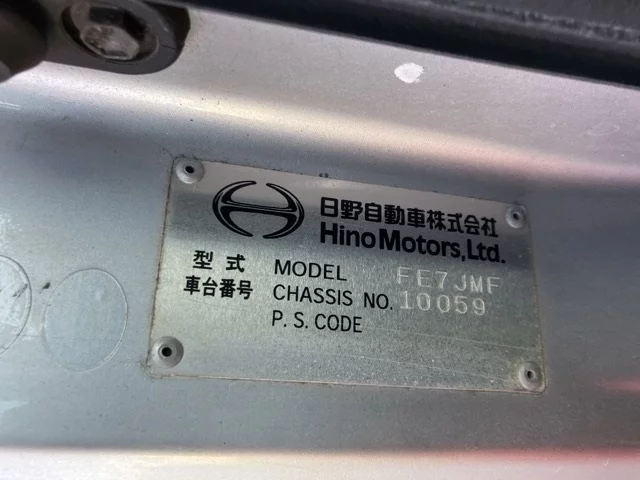 日野自動車株式会社
Hino Motors, Ltd.
型式 MODEL FE7JMF
車台番号 CHASSIS NO. 10059
P. S. CODE